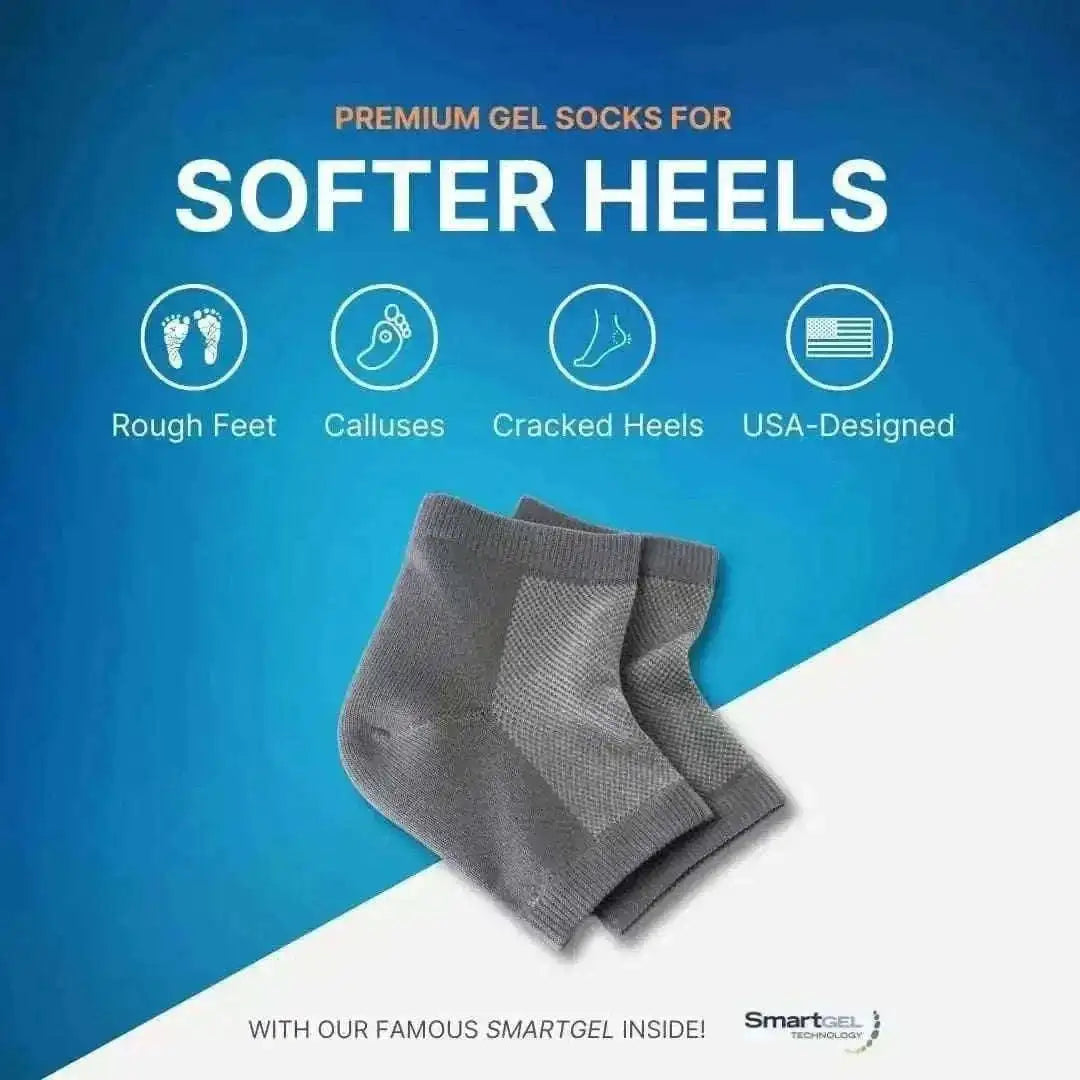 PREMIUM GEL SOCKS FOR
SOFTER HEELS
Rough Feet
Calluses
Cracked Heels
USA-Designed
WITH OUR FAMOUS SMARTGEL INSIDE!
SmartGEL
TECHNOLOGY